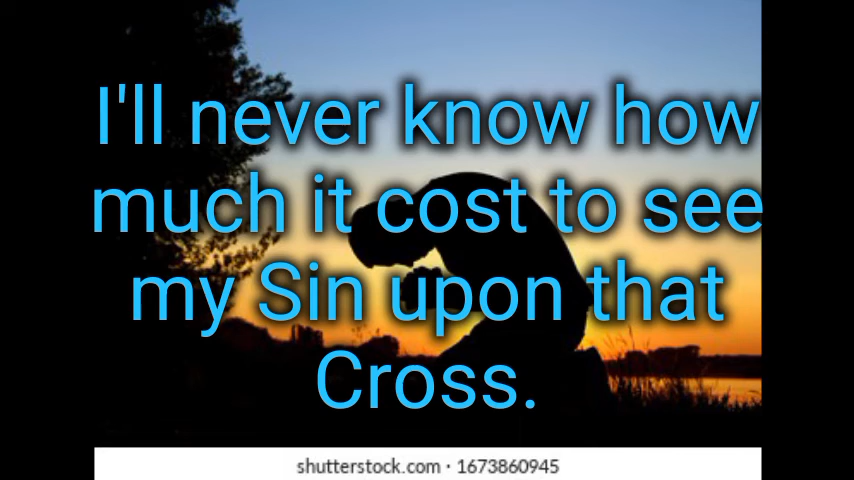 I'll never know how
much it cost to see
my Sin upon that
Cross.
shutterstock.com · 1673860945